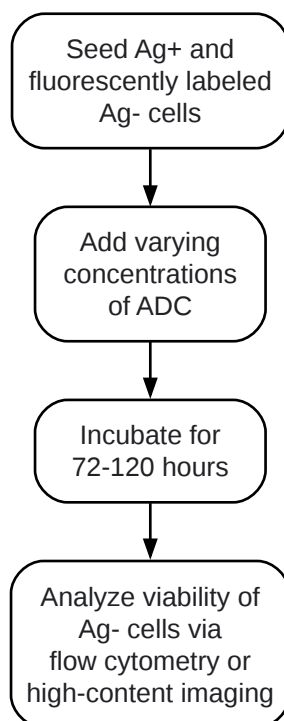 Seed Ag+ and
fluorescently labeled
Ag- cells
Add varying
concentrations
of ADC
Incubate for
72-120 hours
Analyze viability of
Ag- cells via
flow cytometry or
high-content imaging